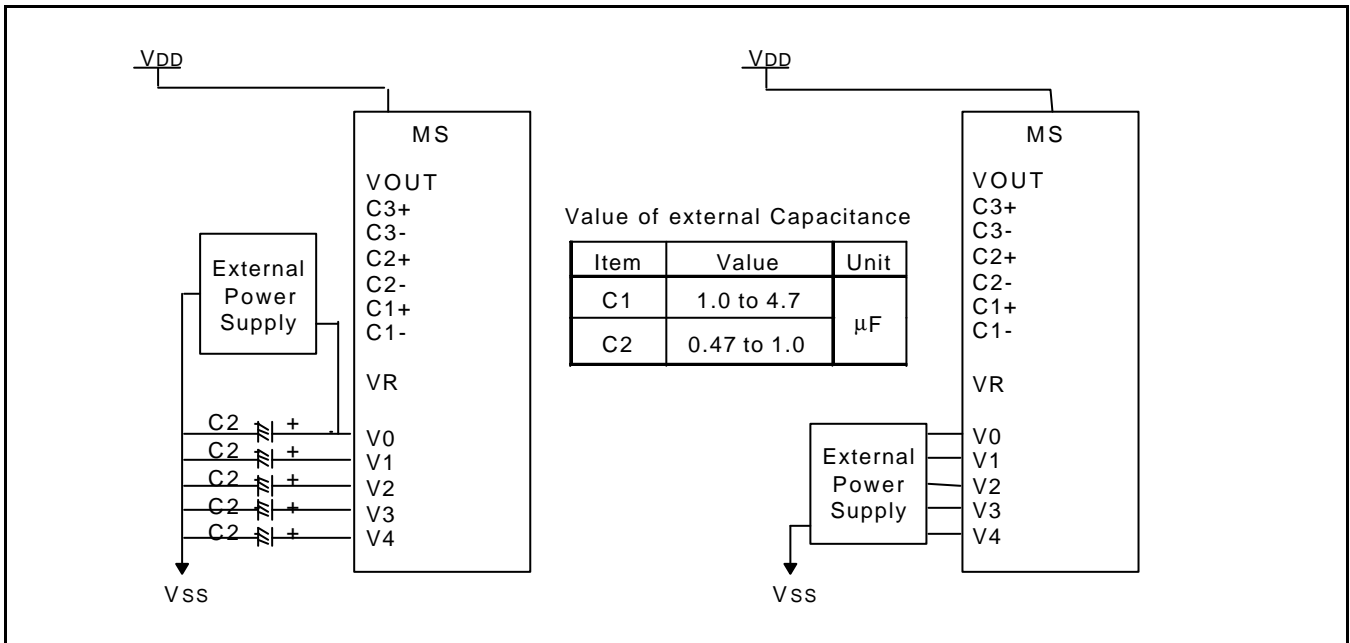 VDD
MS
VOUT
C3+
C3-
C2+
C2-
C1+
C1-
VR
V0
V1
V2
V3
V4
External
Power
Supply
C2 - +
C2 - +
C2 - +
C2 - +
C2 - +
VSS
Value of external Capacitance
Item Value Unit
C1 1.0 to 4.7 μF
C2 0.47 to 1.0
VDD
MS
VOUT
C3+
C3-
C2+
C2-
C1+
C1-
VR
V0
V1
V2
V3
V4
External
Power
Supply
VSS